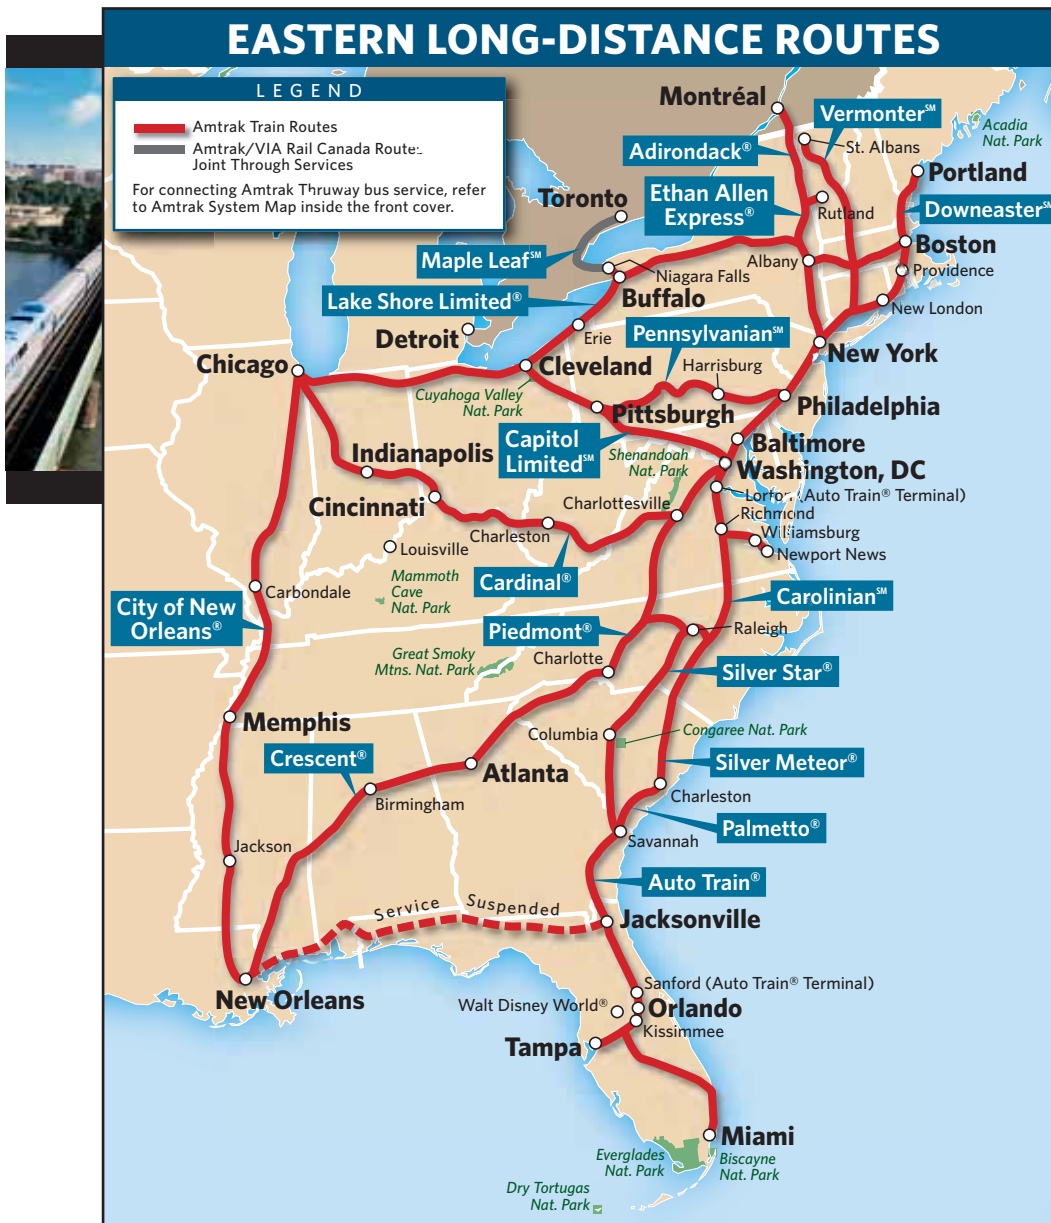 EASTERN LONG-DISTANCE ROUTES
LEGEND
Amtrak Train Routes
Amtrak/VIA Rail Canada Routes
Joint Through Services
For connecting Amtrak Thruway bus service, refer
to Amtrak System Map inside the front cover.
Montréal
Vermonter℠
Acadia
Nat. Park
Adirondack®
St. Albans
Portland
Toronto
Ethan Allen
Express®
Rutland
Downeaster℠
Boston
Maple Leaf℠
Albany
Niagara Falls
Providence
Lake Shore Limited®
Buffalo
New London
Detroit
Erie
Pennsylvanian℠
New York
Chicago
Cleveland
Harrisburg
Cuyahoga Valley
Nat. Park
Pittsburgh
Philadelphia
Indianapolis
Capitol
Limited℠
Shenandoah
Nat. Park
Baltimore
Washington, DC
Cincinnati
Charlottesville
Lorton (Auto Train® Terminal)
Richmond
Charleston
Williamsburg
Louisville
Newport News
Mammoth
Cave
Nat. Park
Cardinal®
Carbondale
Carolinian℠
City of New
Orleans®
Piedmont®
Raleigh
Great Smoky
Mtns. Nat. Park
Charlotte
Silver Star®
Memphis
Columbia
Congaree Nat. Park
Crescent®
Atlanta
Silver Meteor®
Birmingham
Charleston
Palmetto®
Jackson
Savannah
Auto Train®
Service Suspended
Jacksonville
New Orleans
Sanford (Auto Train® Terminal)
Walt Disney World®
Orlando
Kissimmee
Tampa
Miami
Everglades
Nat. Park
Biscayne
Nat. Park
Dry Tortugas
Nat. Park